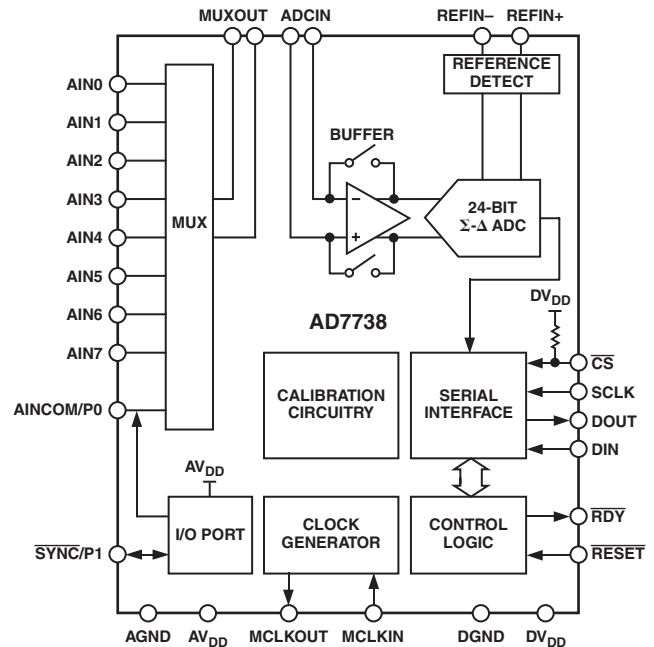 MUXOUT ADCIN REFIN– REFIN+
REFERENCE
DETECT
AIN0
AIN1
AIN2
AIN3
AIN4
AIN5
AIN6
AIN7
AINCOM/P0
MUX
BUFFER
–
+
24-BIT
Σ-Δ ADC
AD7738
DVDD
CALIBRATION
CIRCUITRY
SERIAL
INTERFACE
CS
SCLK
DOUT
DIN
AVDD
I/O PORT
CLOCK
GENERATOR
CONTROL
LOGIC
SYNC/P1
RDY
RESET
AGND AVDD MCLKOUT MCLKIN DGND DVDD